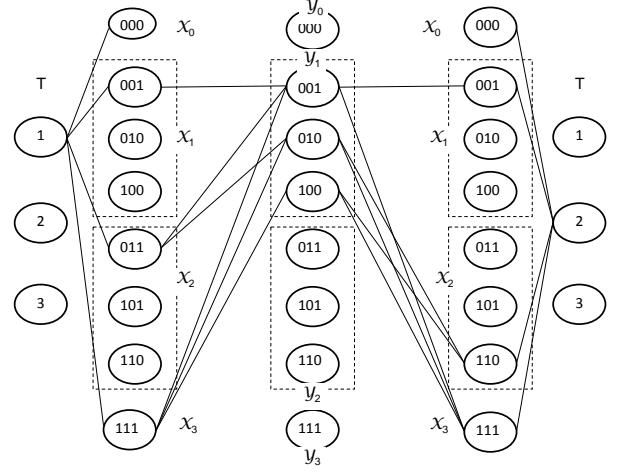 000 𝒳₀ 𝒴₀ 000 𝒳₀ 000
T 001 𝒴₁ 001 001 T
1 010 𝒳₁ 010 𝒳₁ 010 1
100 100 100
2 011 011 011 2
𝒳₂ 𝒳₂
3 101 101 101 3
110 110 110
𝒴₂
111 𝒳₃ 111 𝒳₃ 111
𝒴₃